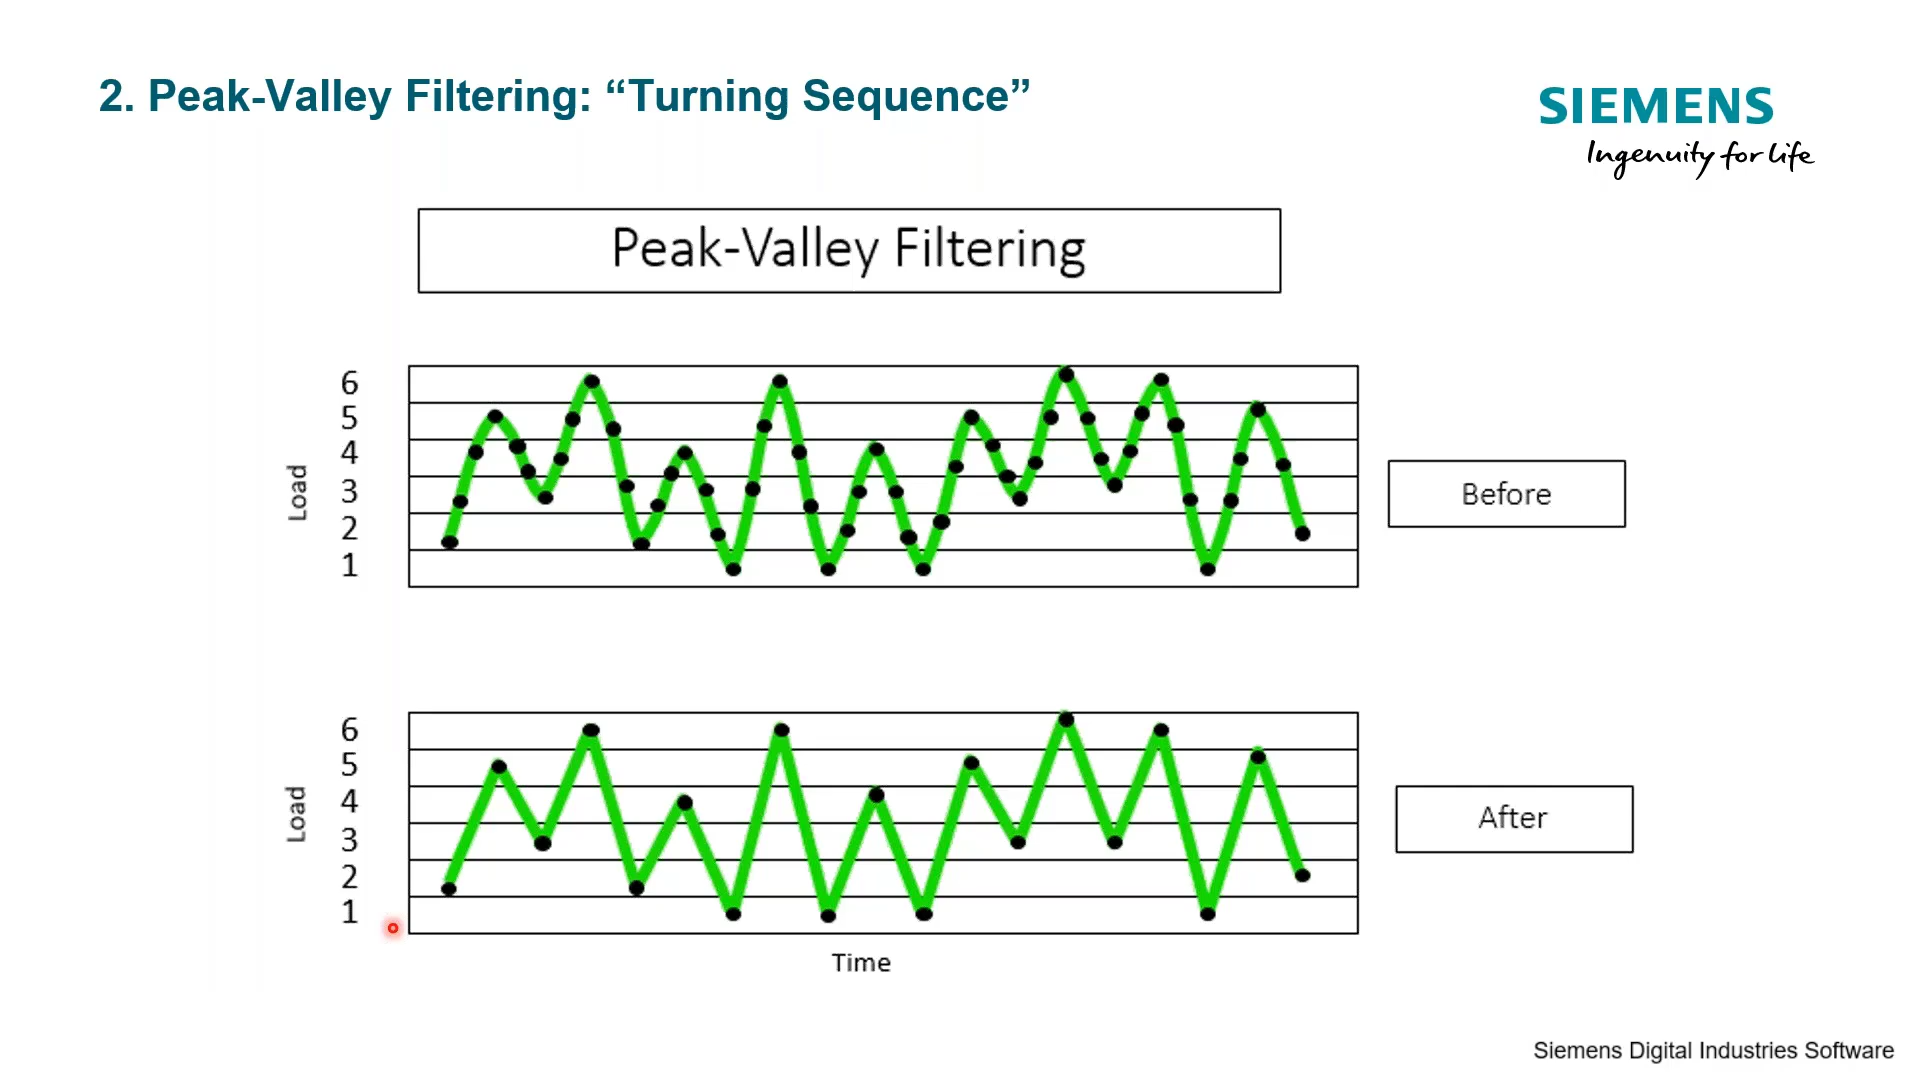 2. Peak-Valley Filtering: “Turning Sequence”
SIEMENS
Ingenuity for life
Peak-Valley Filtering
6
5
4
3
2
1
Load
Before
6
5
4
3
2
1
Load
After
Time
Siemens Digital Industries Software